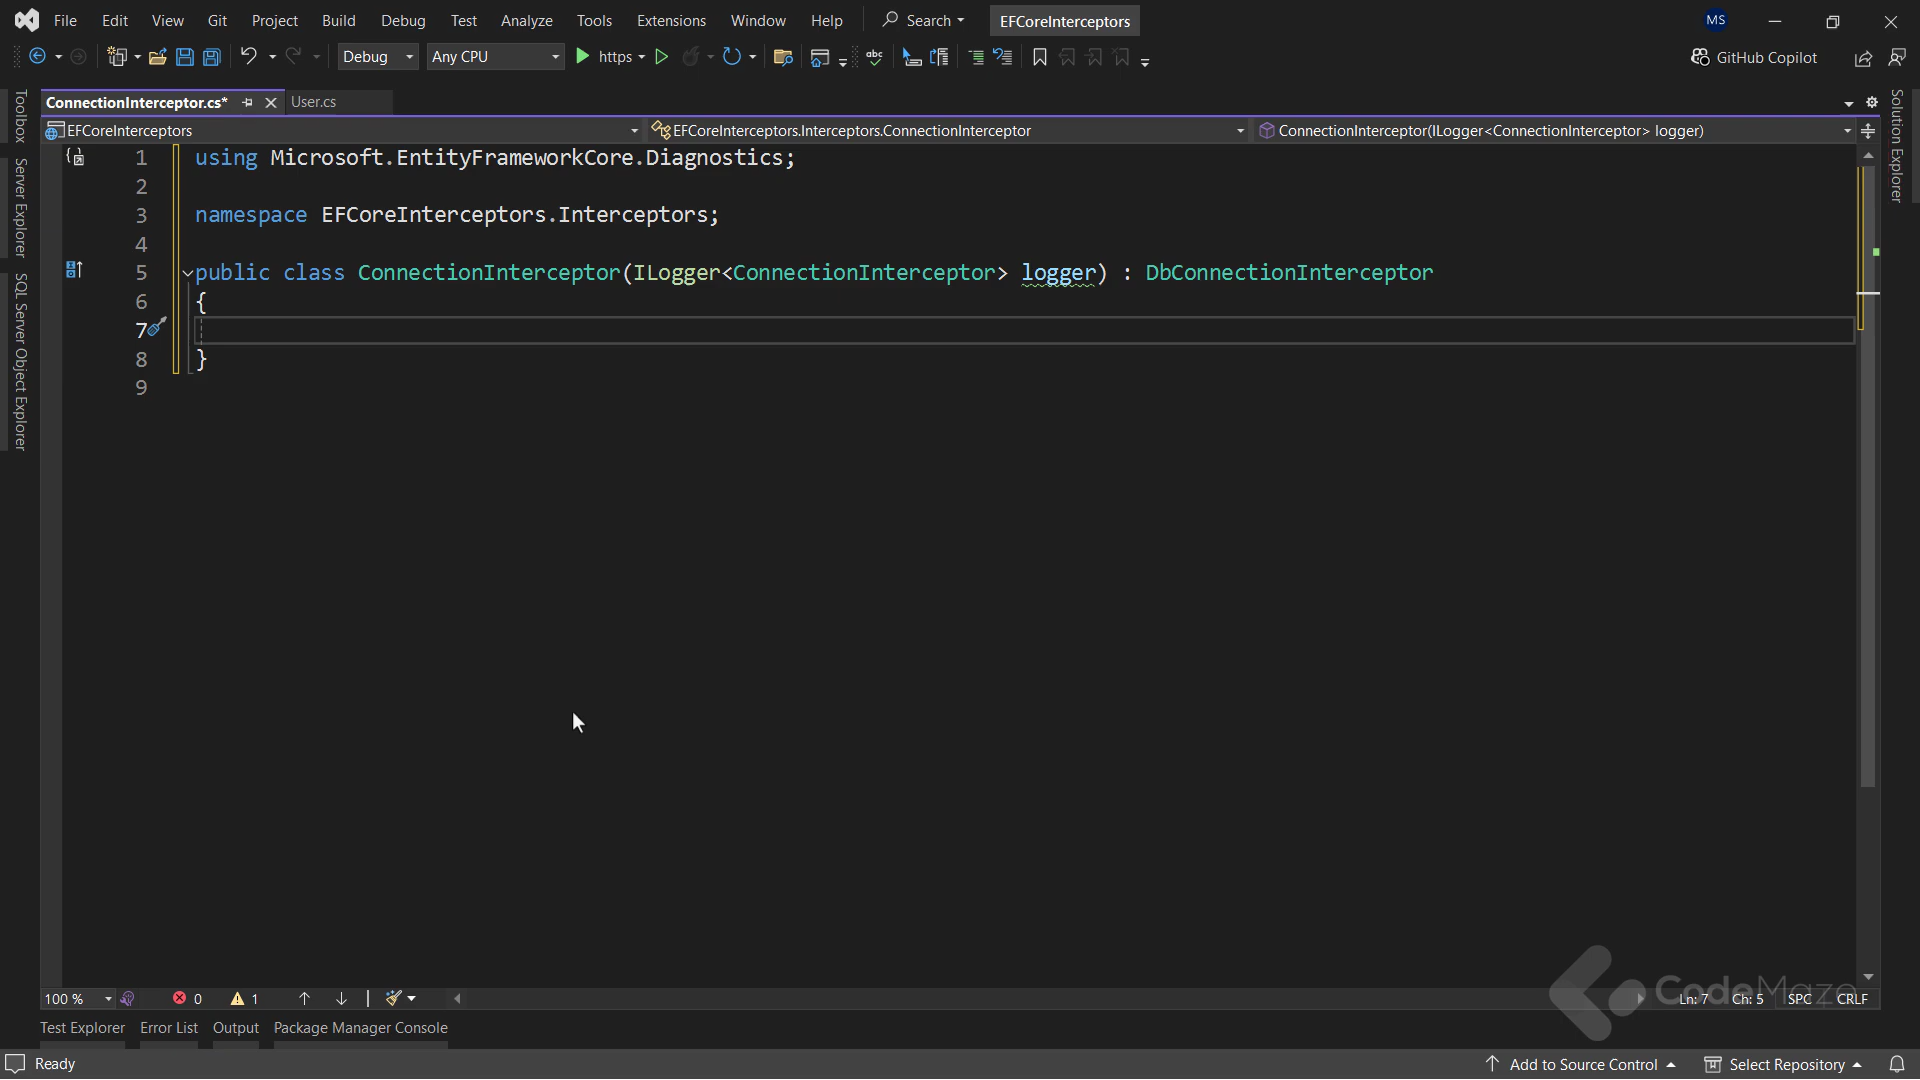 File Edit View Git Project Build Debug Test Analyze Tools Extensions Window Help Search EFCoreInterceptors MS
Debug Any CPU https abc GitHub Copilot
ConnectionInterceptor.cs* User.cs
EFCoreInterceptors EFCoreInterceptors.Interceptors.ConnectionInterceptor ConnectionInterceptor(ILogger<ConnectionInterceptor> logger)
Toolbox
Server Explorer
SQL Server Object Explorer
Solution Explorer
1 using Microsoft.EntityFrameworkCore.Diagnostics;
2
3 namespace EFCoreInterceptors.Interceptors;
4
5 public class ConnectionInterceptor(ILogger<ConnectionInterceptor> logger) : DbConnectionInterceptor
6 {
7
8 }
9
CodeMaze
100 % 0 1 Ln: 7 Ch: 5 SPC CRLF
Test Explorer Error List Output Package Manager Console
Ready Add to Source Control Select Repository